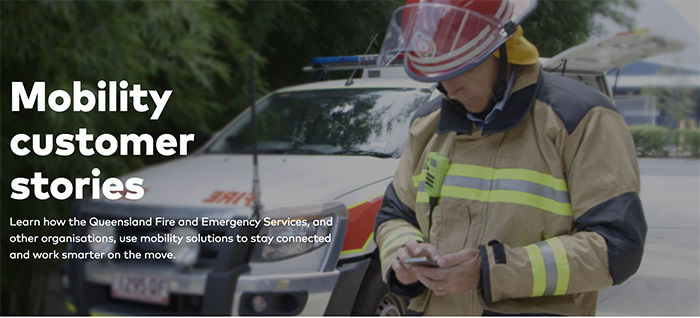 Mobility
customer
stories
Learn how the Queensland Fire and Emergency Services, and
other organisations, use mobility solutions to stay connected
and work smarter on the move.
FIRE